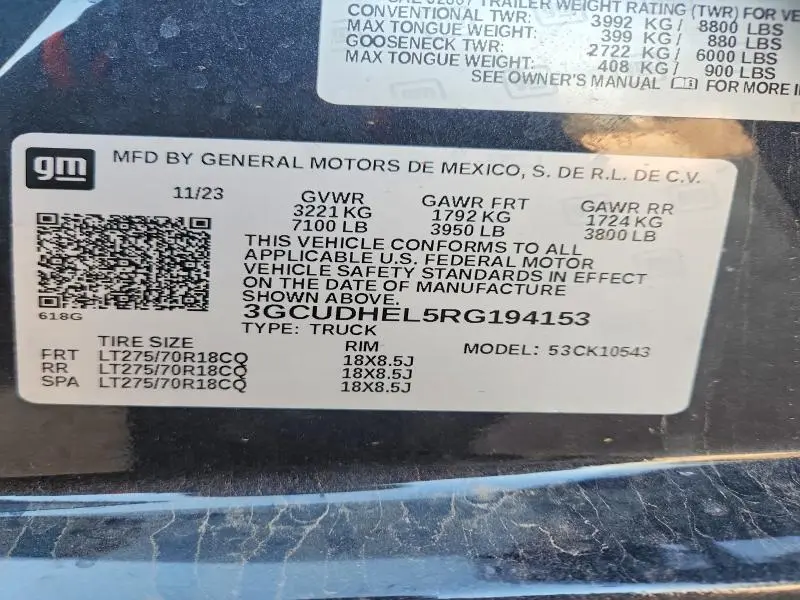 TRAILER WEIGHT RATING (TWR) FOR
CONVENTIONAL TWR: 3992 KG / 8800 LBS
MAX TONGUE WEIGHT: 399 KG / 880 LBS
GOOSENECK TWR: 2722 KG / 6000 LBS
MAX TONGUE WEIGHT: 408 KG / 900 LBS
SEE OWNER'S MANUAL FOR MORE
gm MFD BY GENERAL MOTORS DE MEXICO, S. DE R.L. DE C.V.
11/23 GVWR GAWR FRT GAWR RR
3221 KG 1792 KG 1724 KG
7100 LB 3950 LB 3800 LB
THIS VEHICLE CONFORMS TO ALL
APPLICABLE U.S. FEDERAL MOTOR
VEHICLE SAFETY STANDARDS IN EFFECT
ON THE DATE OF MANUFACTURE
SHOWN ABOVE.
618G 3GCUDHEL5RG194153
TYPE: TRUCK
TIRE SIZE RIM MODEL: 53CK10543
FRT LT275/70R18CQ 18X8.5J
RR LT275/70R18CQ 18X8.5J
SPA LT275/70R18CQ 18X8.5J